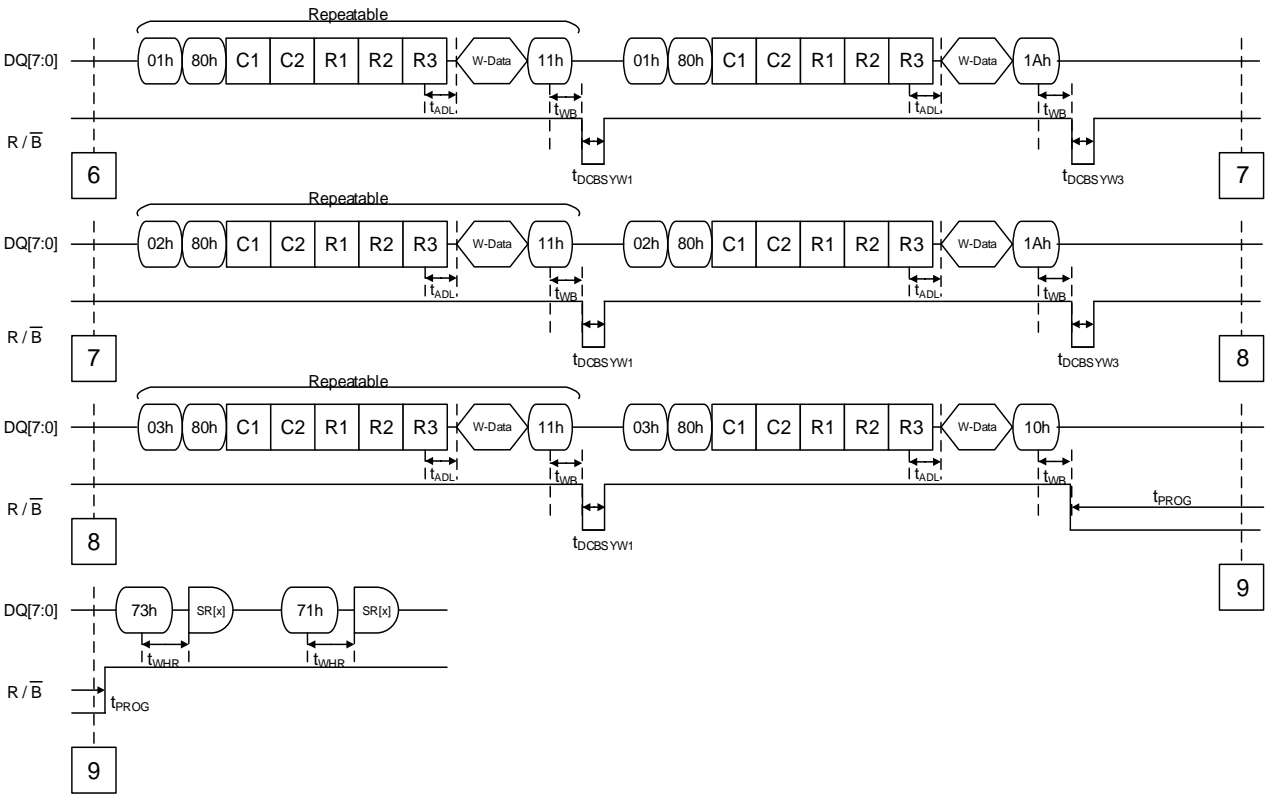 Repeatable
DQ[7:0] 01h 80h C1 C2 R1 R2 R3 W-Data 11h 01h 80h C1 C2 R1 R2 R3 W-Data 1Ah
tADL tWB tADL tWB
R / B
6 tDCBSYW1 tDCBSYW3 7
Repeatable
DQ[7:0] 02h 80h C1 C2 R1 R2 R3 W-Data 11h 02h 80h C1 C2 R1 R2 R3 W-Data 1Ah
tADL tWB tADL tWB
R / B
7 tDCBSYW1 tDCBSYW3 8
Repeatable
DQ[7:0] 03h 80h C1 C2 R1 R2 R3 W-Data 11h 03h 80h C1 C2 R1 R2 R3 W-Data 10h
tADL tWB tADL tWB
R / B tPROG
8 tDCBSYW1 9
DQ[7:0] 73h SR[x] 71h SR[x]
tWHR tWHR
R / B tPROG
9